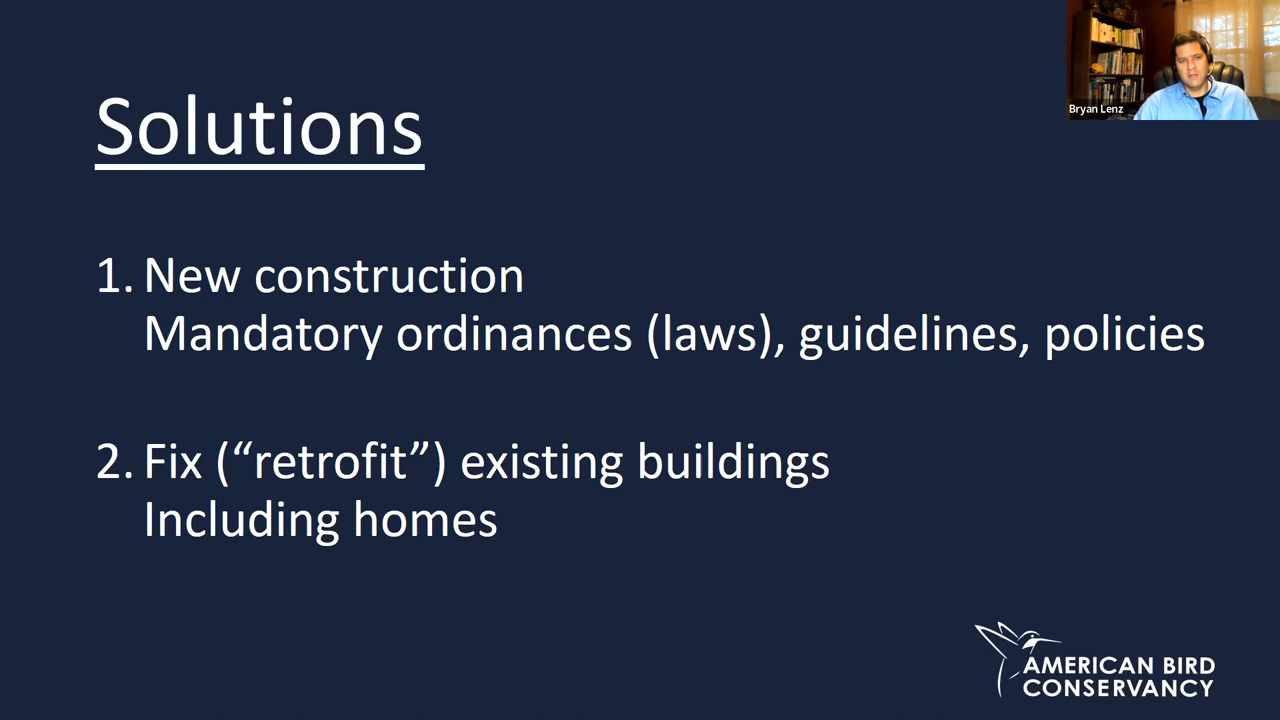 Bryan Lenz
Solutions
1. New construction
Mandatory ordinances (laws), guidelines, policies
2. Fix (“retrofit”) existing buildings
Including homes
AMERICAN BIRD
CONSERVANCY